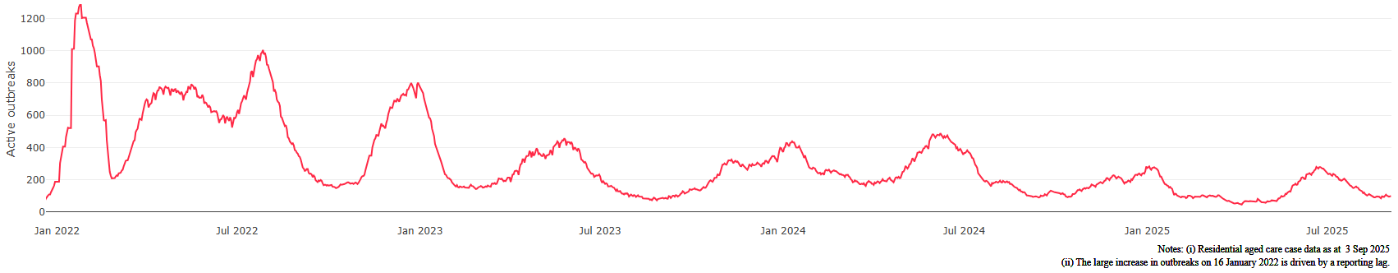 1200
1000
800
600
400
200
0
Active outbreaks
Jan 2022 Jul 2022 Jan 2023 Jul 2023 Jan 2024 Jul 2024 Jan 2025 Jul 2025
Notes: (i) Residential aged care case data as at 3 Sep 2025
(ii) The large increase in outbreaks on 16 January 2022 is driven by a reporting lag.